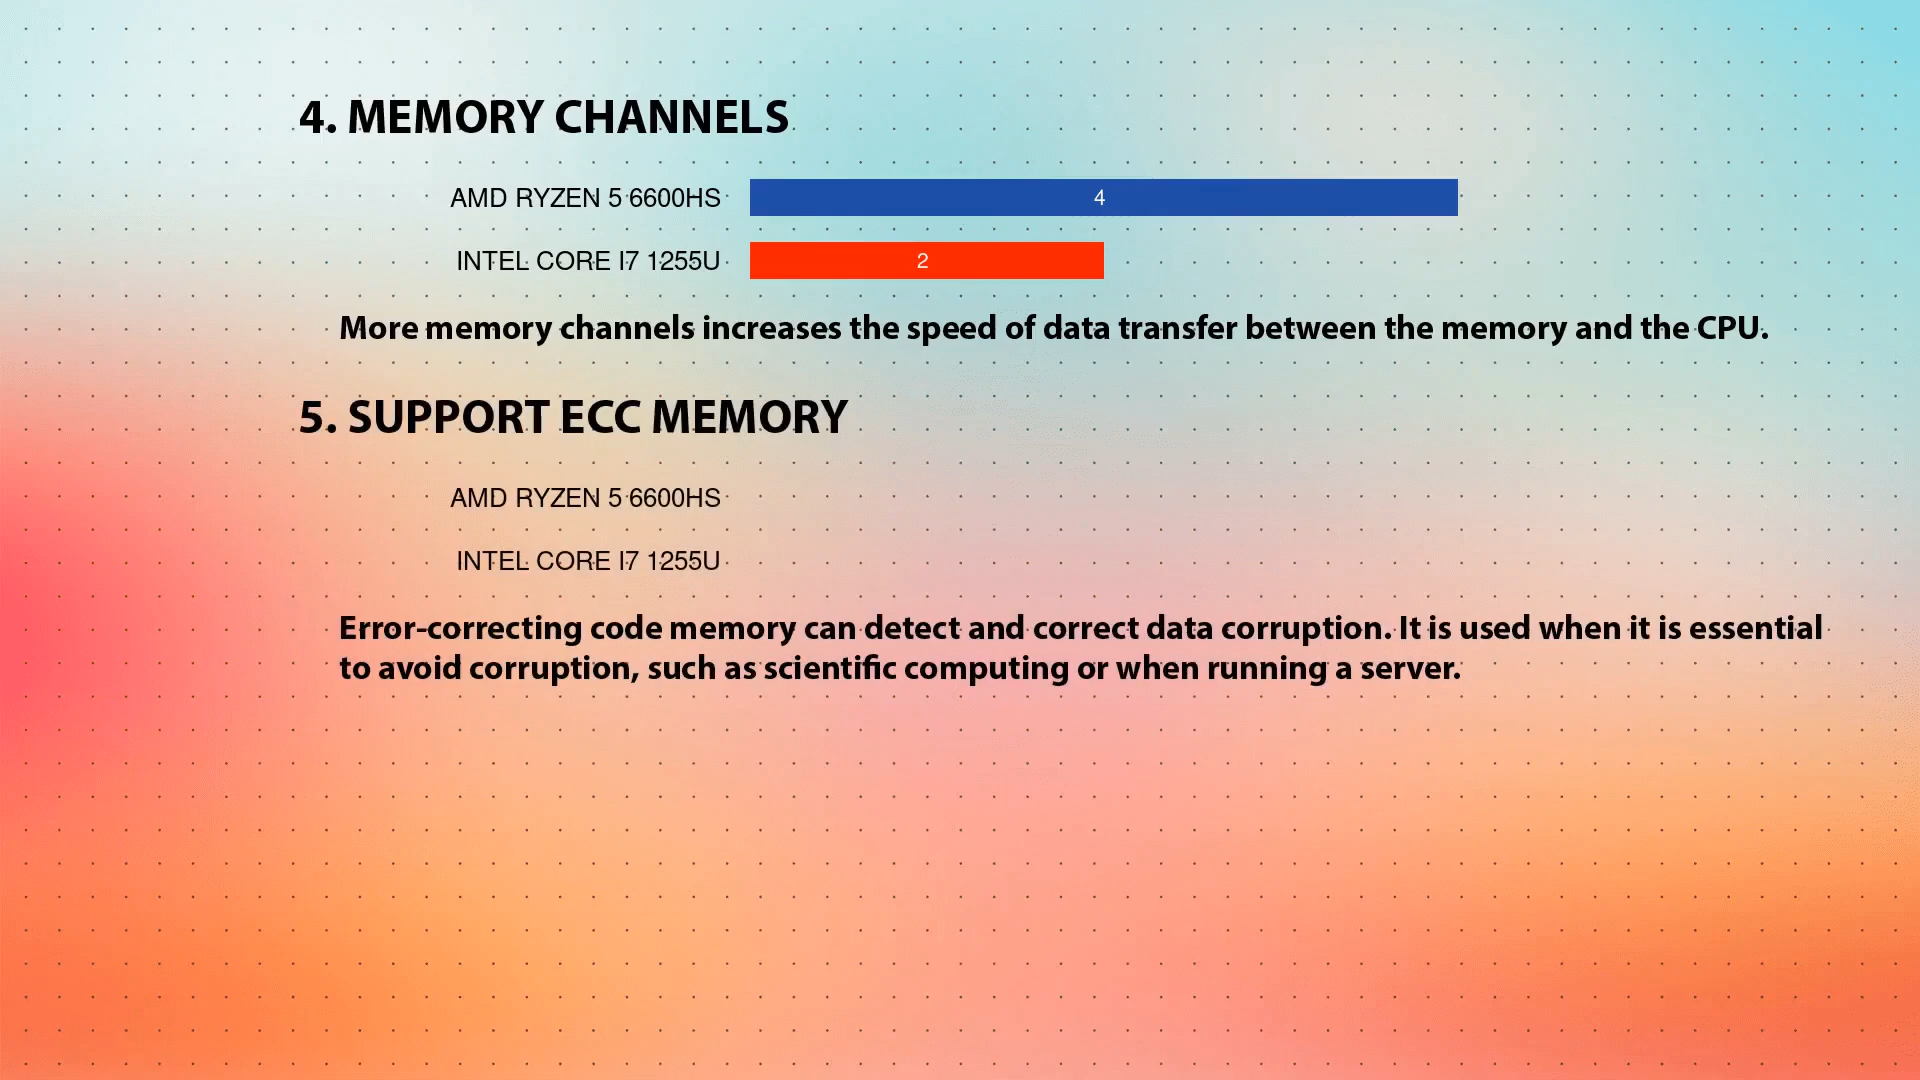 4. MEMORY CHANNELS
AMD RYZEN 5 6600HS
4
INTEL CORE I7 1255U
2
More memory channels increases the speed of data transfer between the memory and the CPU.
5. SUPPORT ECC MEMORY
AMD RYZEN 5 6600HS
INTEL CORE I7 1255U
Error-correcting code memory can detect and correct data corruption. It is used when it is essential
to avoid corruption, such as scientific computing or when running a server.